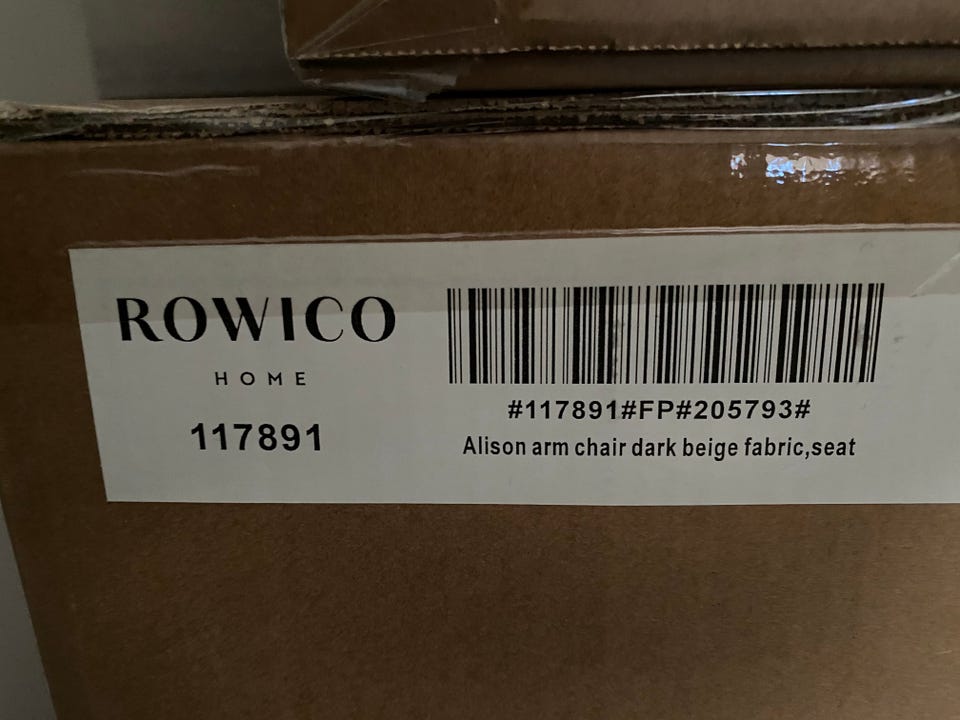 ROWICO
HOME
117891
#117891#FP#205793#
Alison arm chair dark beige fabric,seat